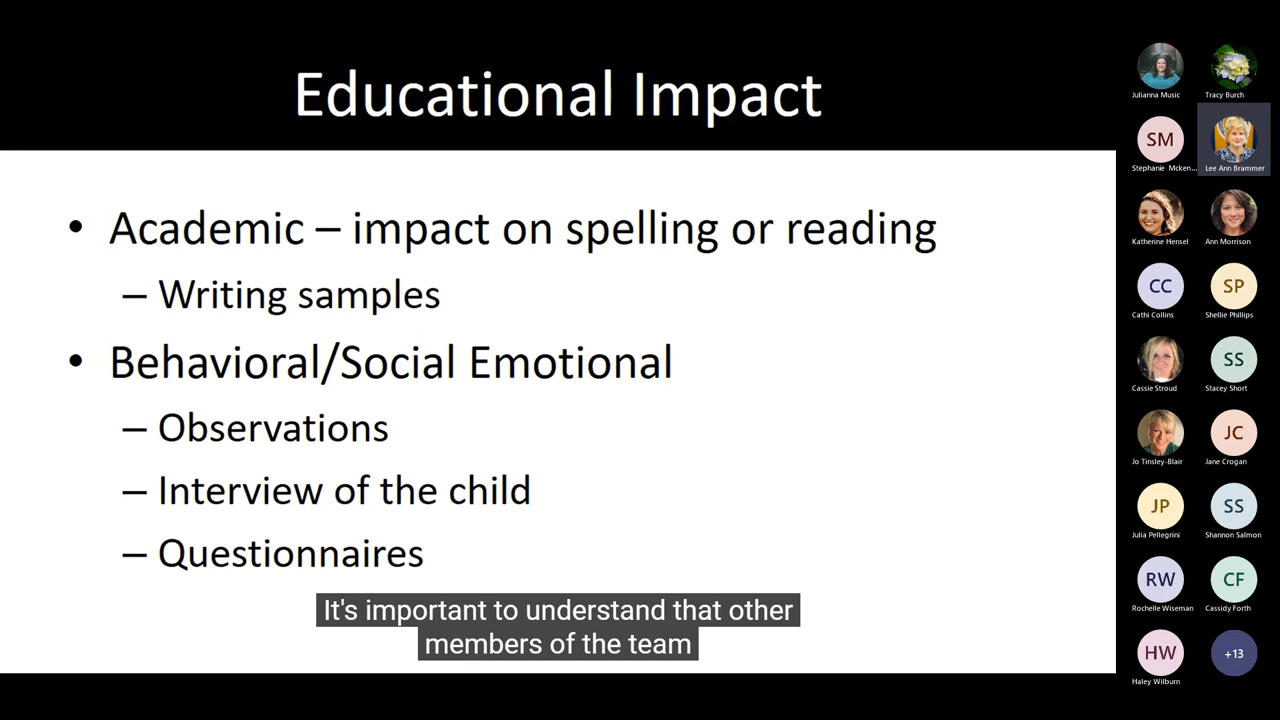 Educational Impact
• Academic – impact on spelling or reading
– Writing samples
• Behavioral/Social Emotional
– Observations
– Interview of the child
– Questionnaires
It's important to understand that other
members of the team
Julianna Music
Tracy Burch
SM
Stephanie Mcken...
Lee Ann Brammer
Katherine Hensel
Ann Morrison
CC
Cathi Collins
SP
Shellie Phillips
Cassie Stroud
SS
Stacey Short
Jo Tinsley-Blair
JC
Jane Crogan
JP
Julia Pellegrini
SS
Shannon Salmon
RW
Rochelle Wiseman
CF
Cassidy Forth
HW
Haley Wilburn
+13